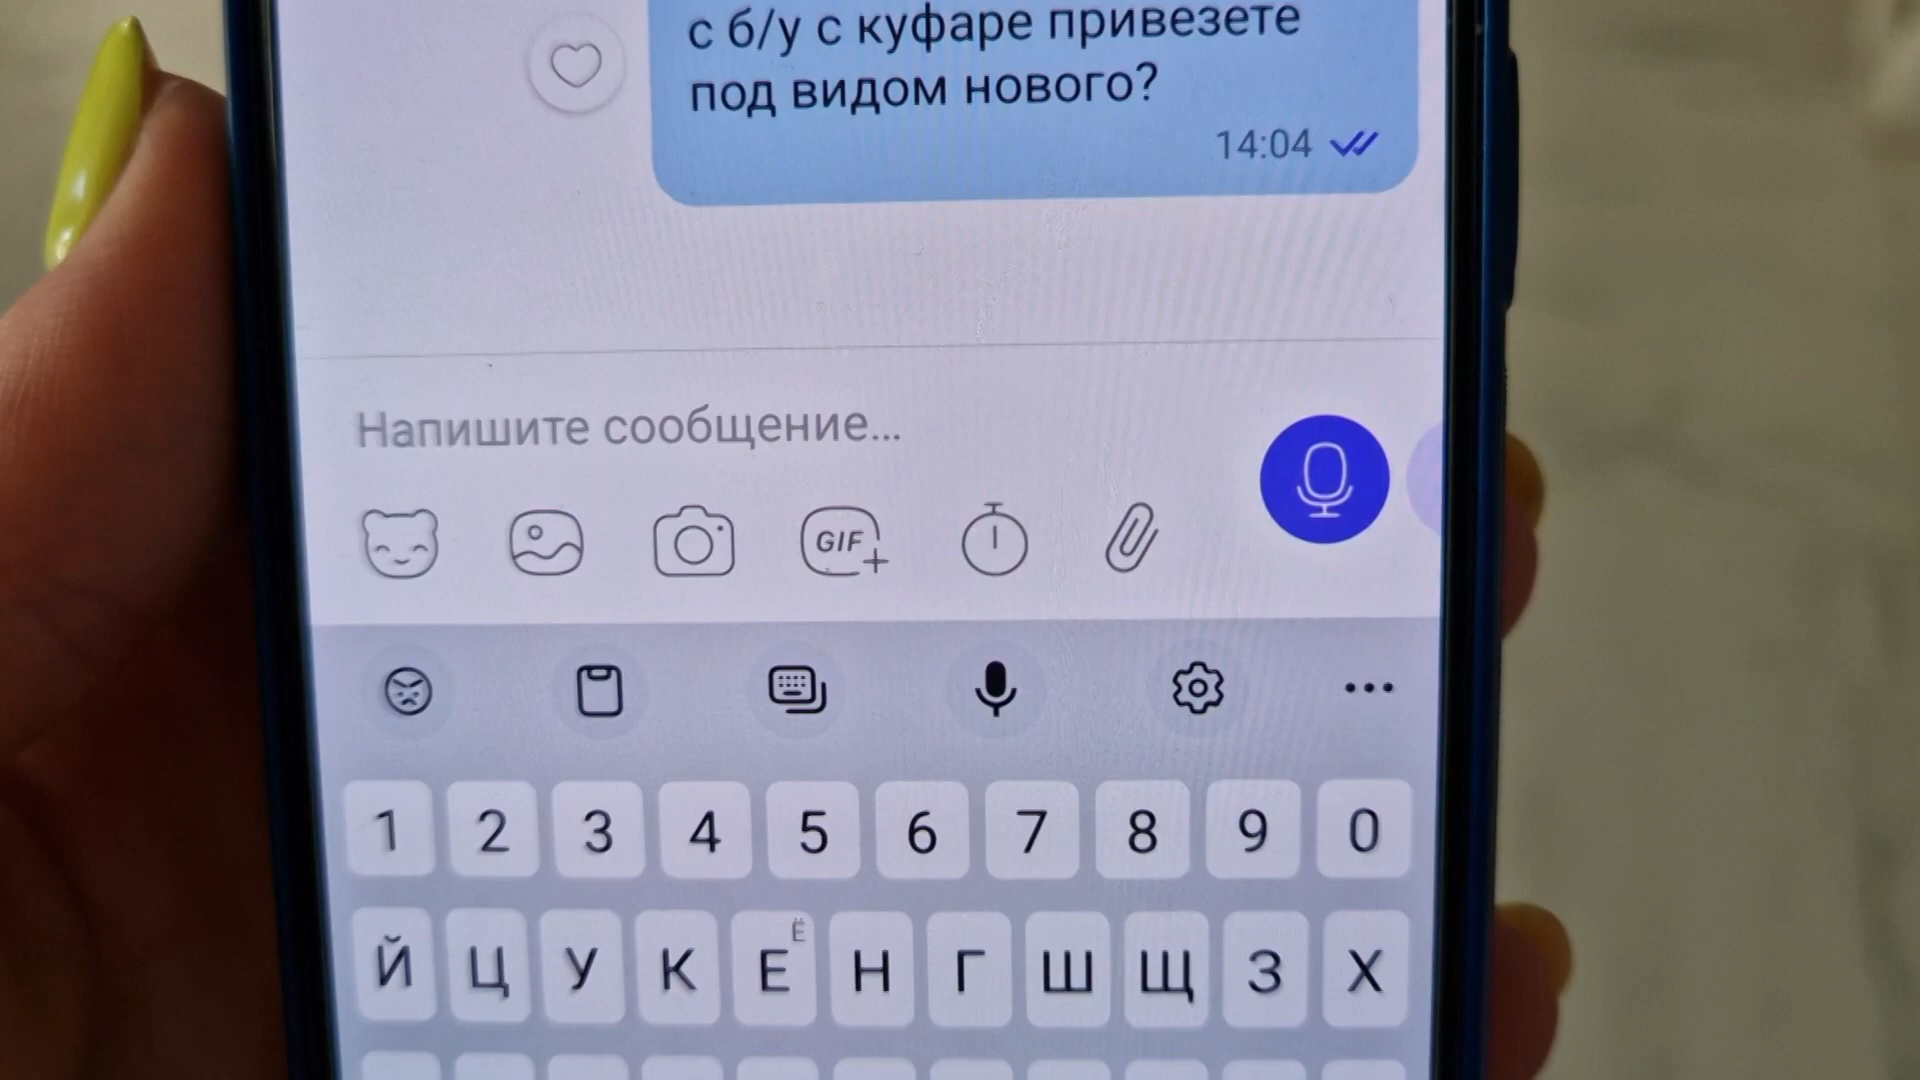 с б/у с куфаре привезете
под видом нового?
14:04
Напишите сообщение...
GIF
1 2 3 4 5 6 7 8 9 0
Ё
Й Ц У К Е Н Г Ш Щ З Х